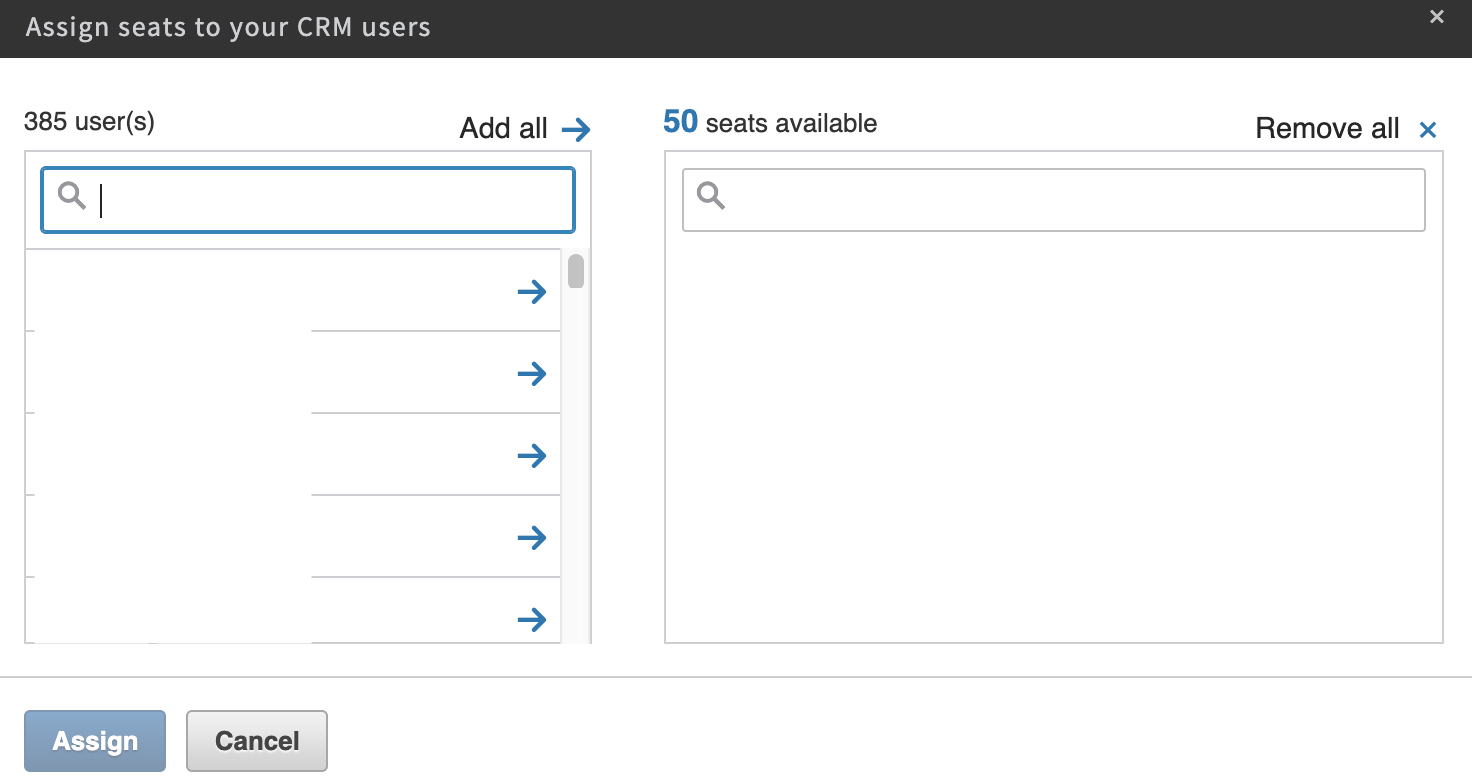 Assign seats to your CRM users
×
385 user(s)
Add all
50 seats available
Remove all
Assign
Cancel